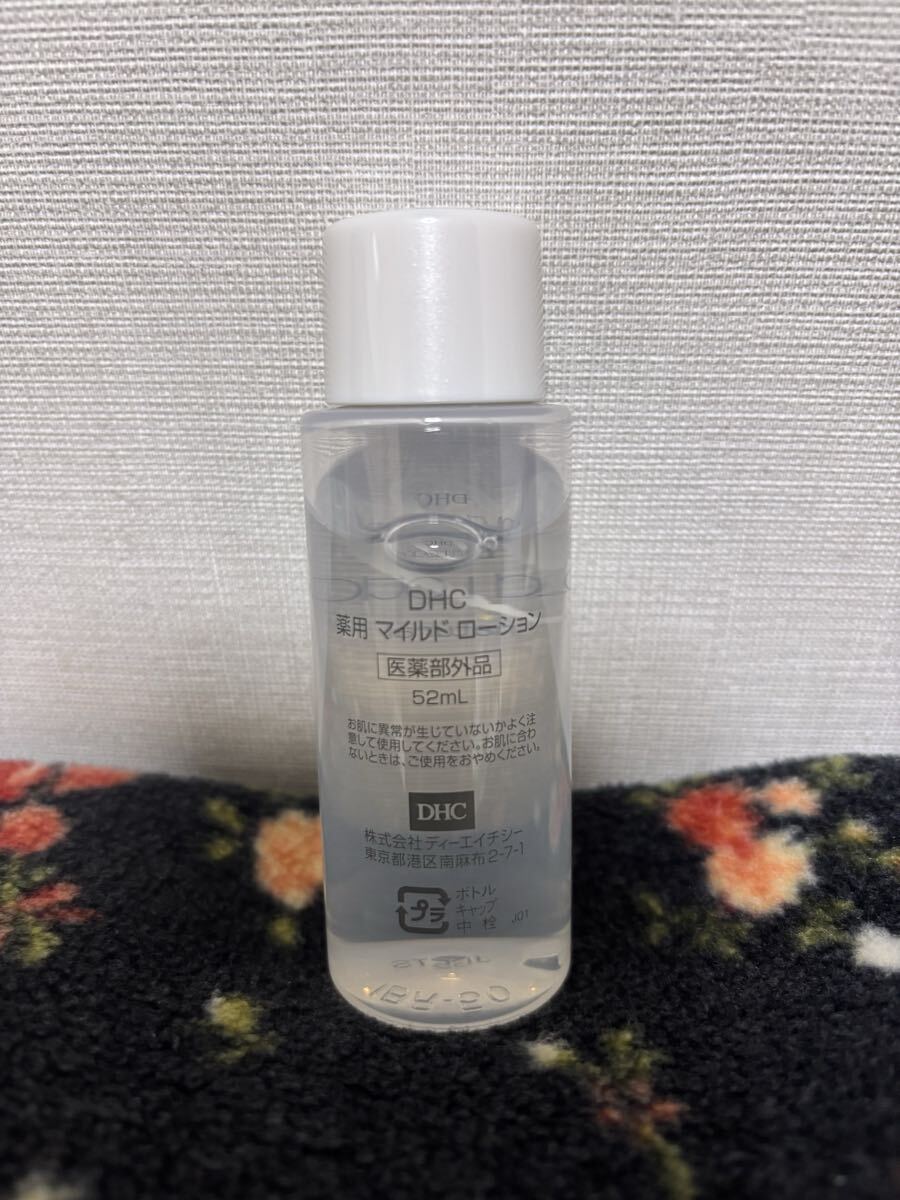 DHC
薬用 マイルド ローション
医薬部外品
52mL
お肌に異常が生じていないかよく注
意して使用してください。お肌に合わ
ないときは、ご使用をおやめください。
DHC
株式会社ディーエイチシー
東京都港区南麻布2-7-1
プラ
ボトル
キャップ
中 栓
J01